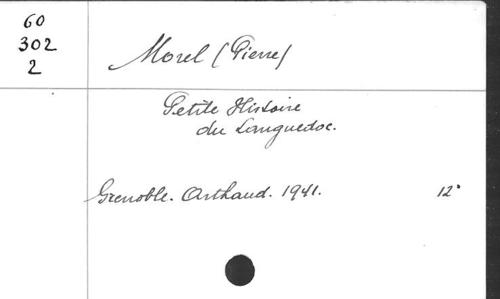 60
302
2
Morel (Pierre)
Petite Histoire
du Languedoc.
Grenoble. Arthaud. 1941. 12°